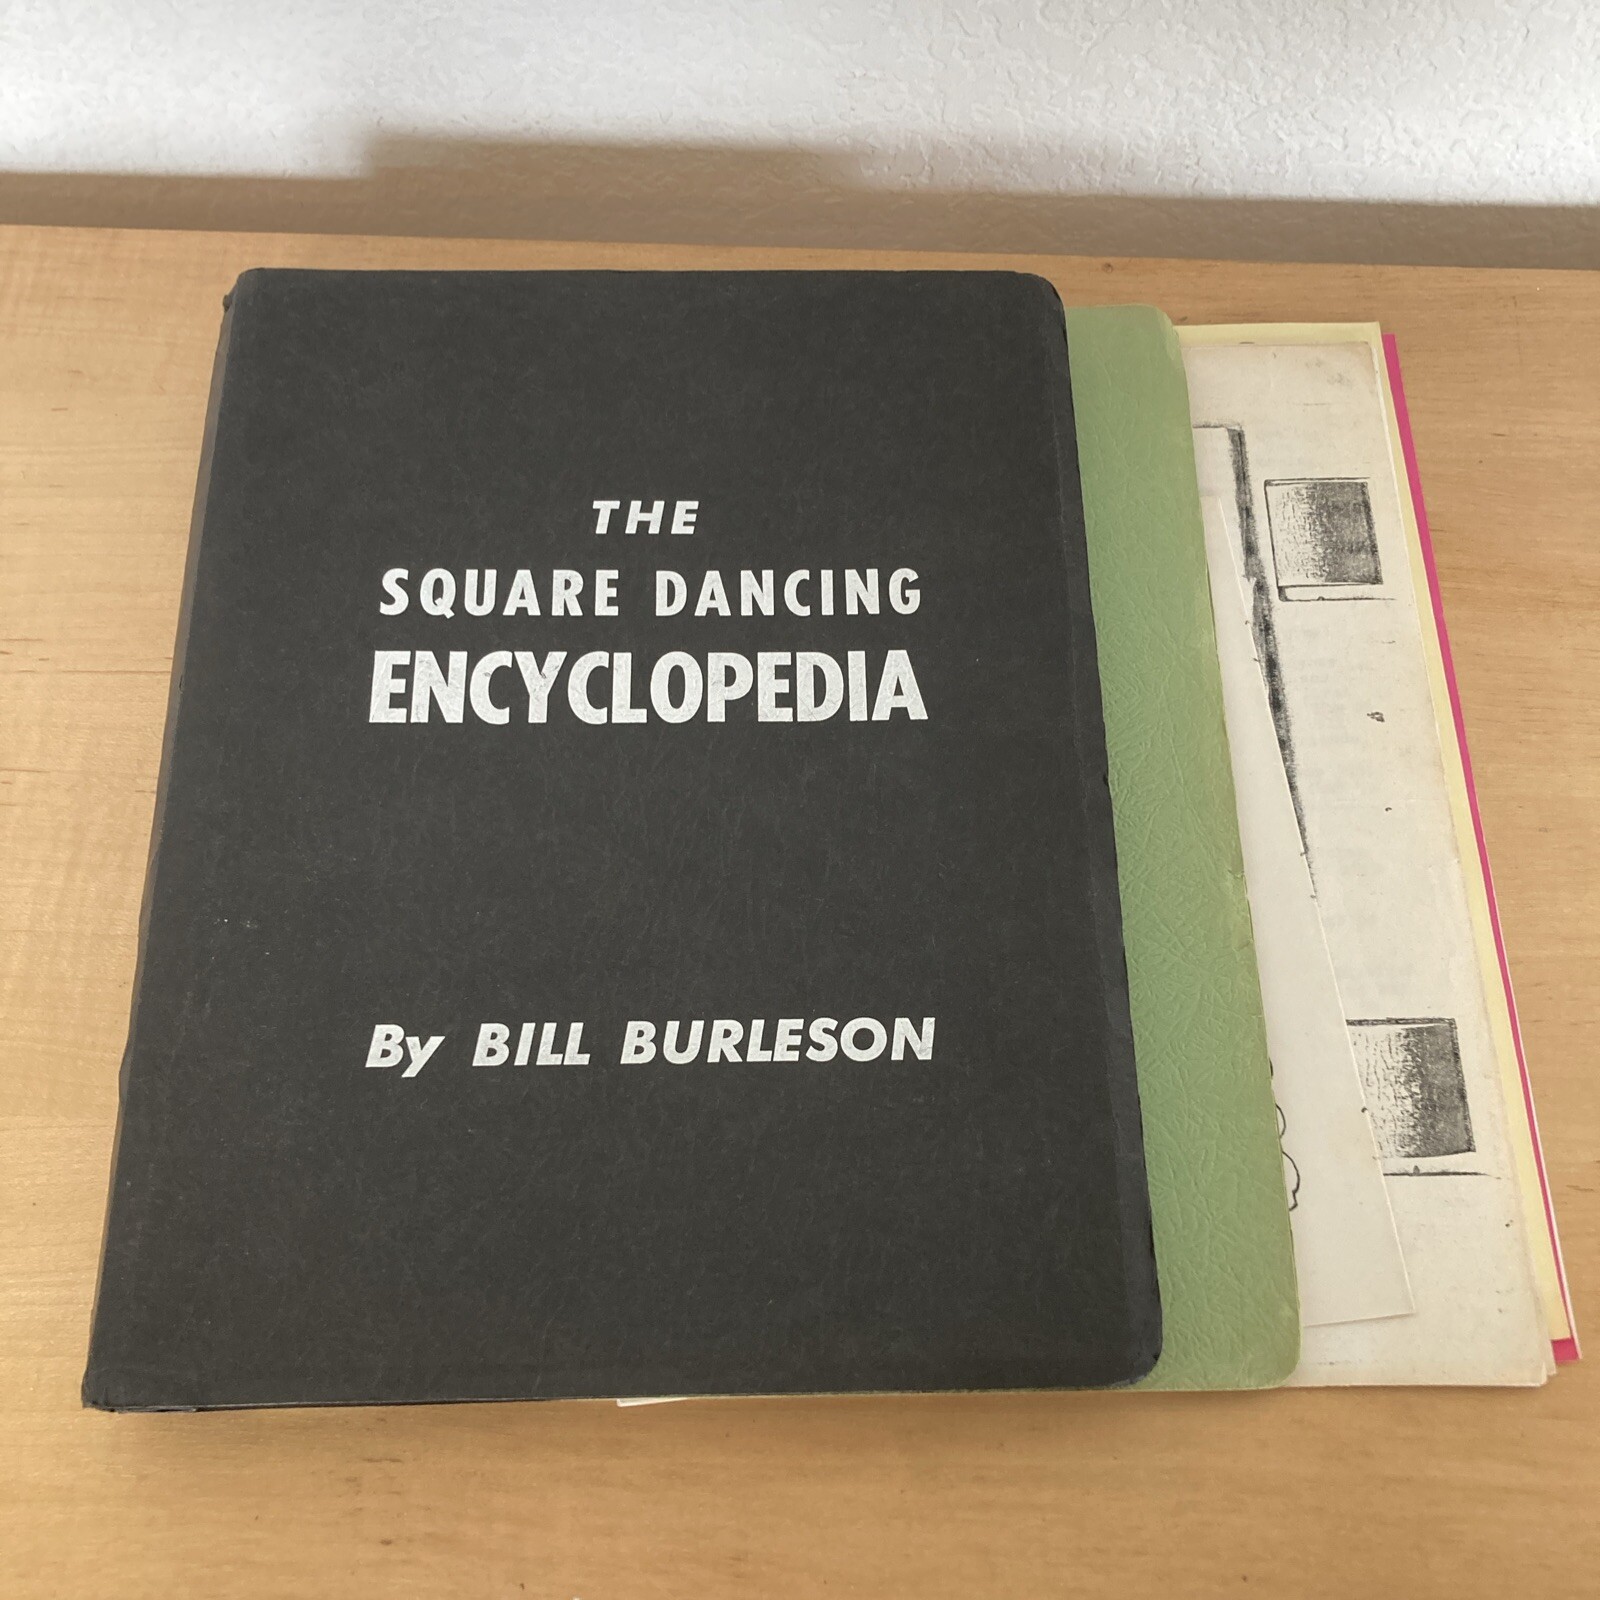 THE
SQUARE DANCING
ENCYCLOPEDIA
By BILL BURLESON